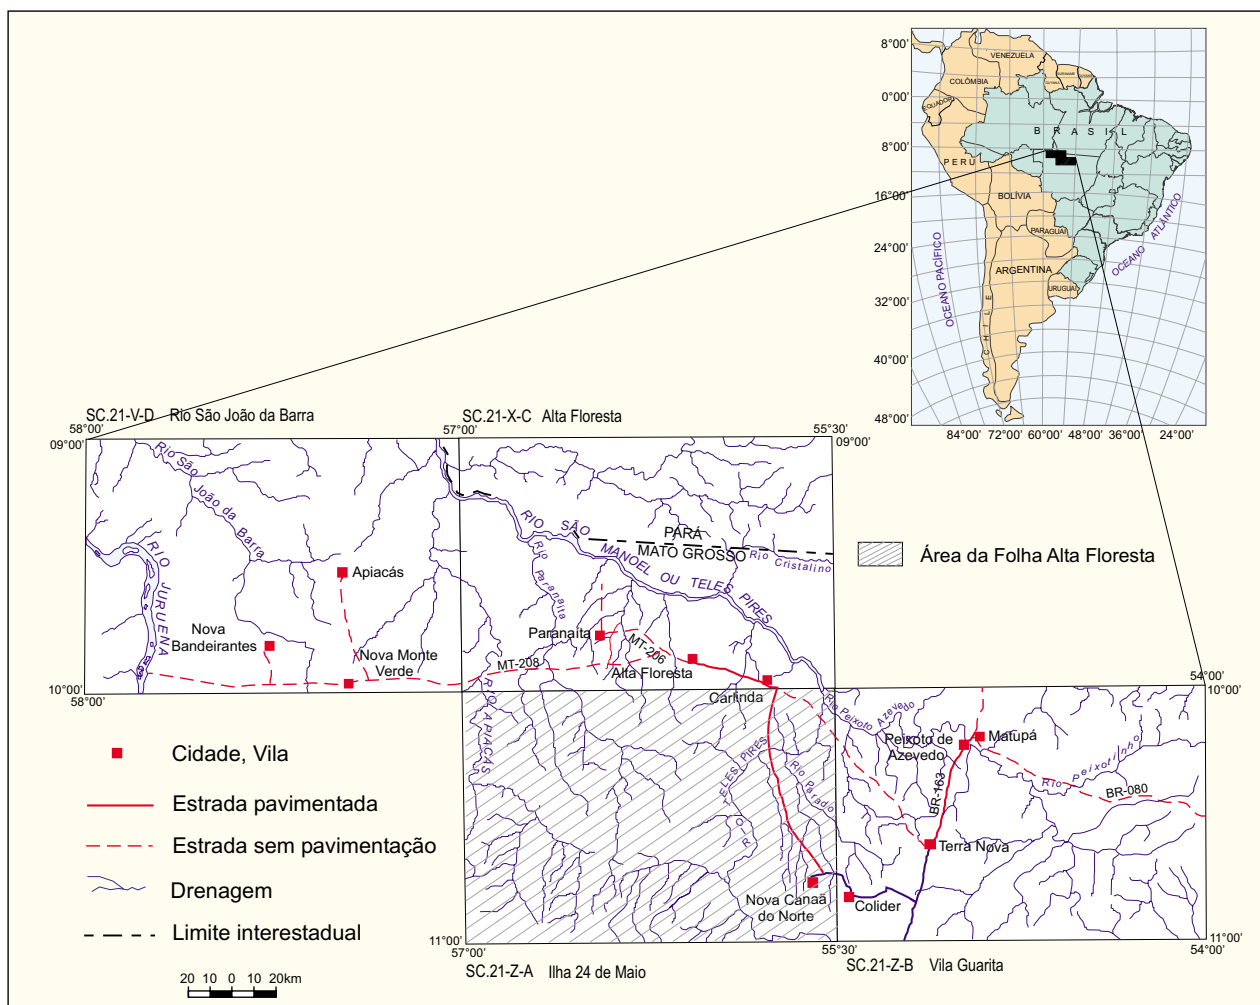 8°00'
0°00'
8°00'
16°00'
24°00'
32°00'
40°00'
48°00'
84°00' 72°00' 60°00' 48°00' 36°00' 24°00'
VENEZUELA
COLÔMBIA
EQUADOR
B R A S I L
PERU
BOLÍVIA
PARAGUAI
ARGENTINA
URUGUAI
CHILE
OCEANO PACÍFICO
OCEANO ATLÂNTICO
SC.21-V-D Rio São João da Barra
SC.21-X-C Alta Floresta
58°00'
57°00'
55°30'
09°00'
09°00'
Rio São
João da Barra
RIO JURUENA
Apiacás
Nova
Bandeirantes
Nova Monte
Verde
MT-208
RIO SÃO MANOEL OU TELES PIRES
PARÁ
MATO GROSSO
Rio Cristalino
Rio Paranaíta
Paranaíta
MT-206
Alta Floresta
Carlinda
Área da Folha Alta Floresta
10°00'
58°00'
54°00'
10°00'
RIO APIACÁS
RIO TELES PIRES
Rio Parado
Rio Peixoto Azevedo
Peixoto de
Azevedo
Matupá
Rio Peixotinho
BR-163
BR-080
Terra Nova
Nova Canaã
do Norte
Colider
Cidade, Vila
Estrada pavimentada
Estrada sem pavimentação
Drenagem
Limite interestadual
20 10 0 10 20km
11°00'
57°00'
55°30'
11°00'
54°00'
SC.21-Z-A Ilha 24 de Maio
SC.21-Z-B Vila Guarita